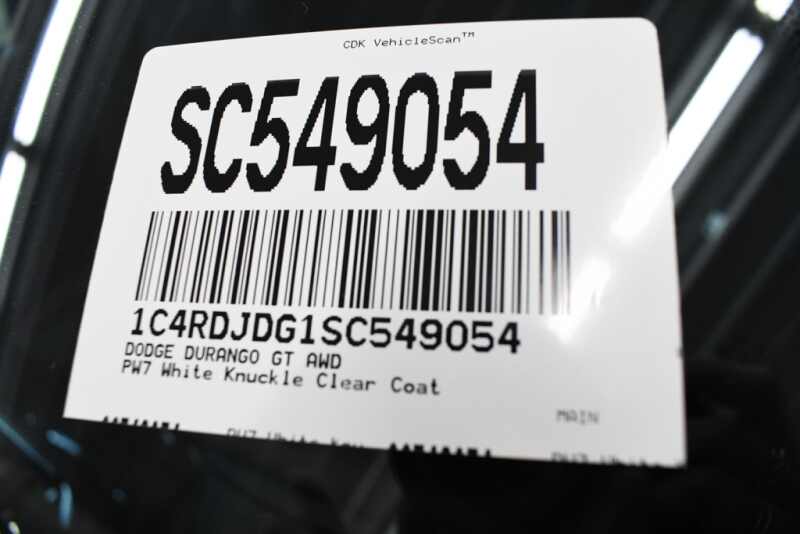 CDK VehicleScan™
SC549054
1C4RDJDG1SC549054
DODGE DURANGO GT AWD
PW7 White Knuckle Clear Coat
MAIN